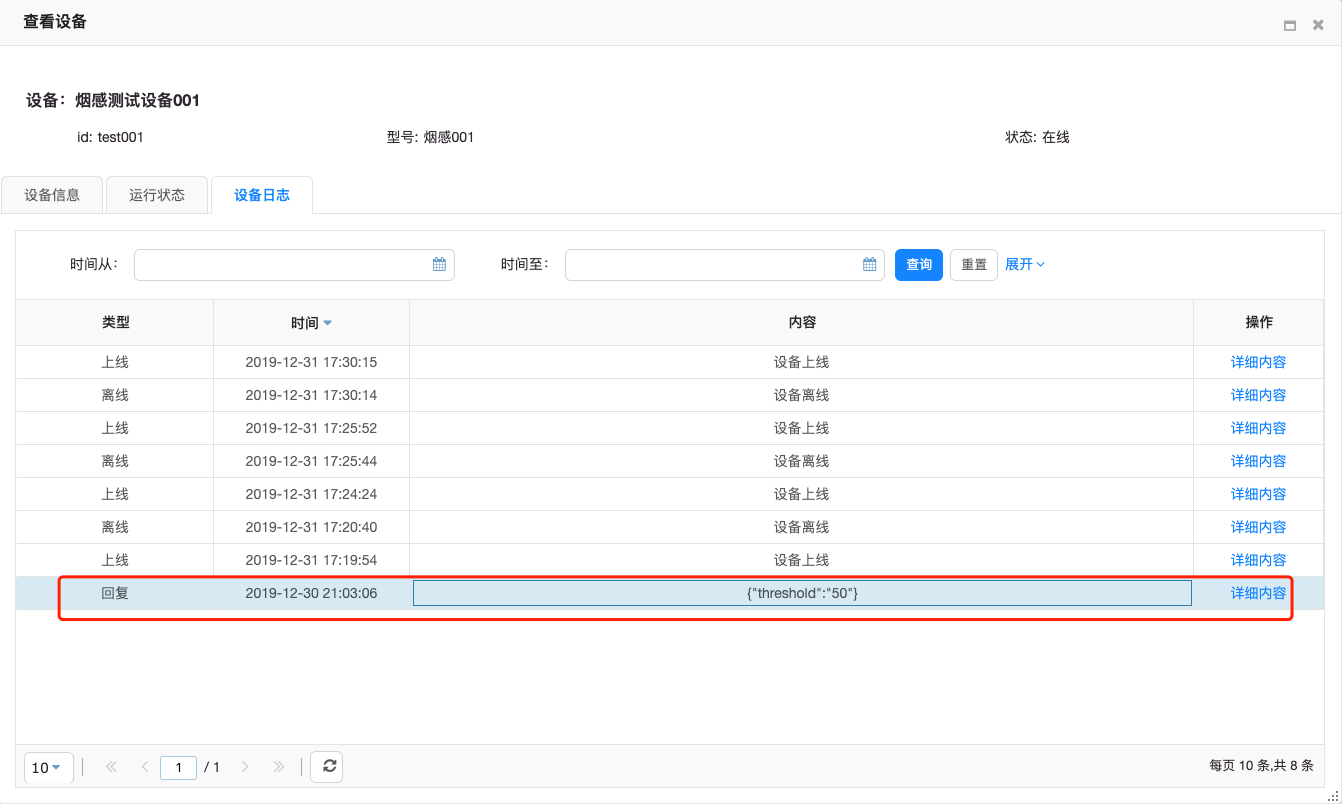 查看设备
设备：烟感测试设备001
id: test001 型号: 烟感001 状态: 在线
设备信息 运行状态 设备日志
时间从： 时间至： 查询 重置 展开
类型 时间 内容 操作
上线 2019-12-31 17:30:15 设备上线 详细内容
离线 2019-12-31 17:30:14 设备离线 详细内容
上线 2019-12-31 17:25:52 设备上线 详细内容
离线 2019-12-31 17:25:44 设备离线 详细内容
上线 2019-12-31 17:24:24 设备上线 详细内容
离线 2019-12-31 17:20:40 设备离线 详细内容
上线 2019-12-31 17:19:54 设备上线 详细内容
回复 2019-12-30 21:03:06 {"threshold":"50"} 详细内容
10 1 / 1 每页 10 条,共 8 条